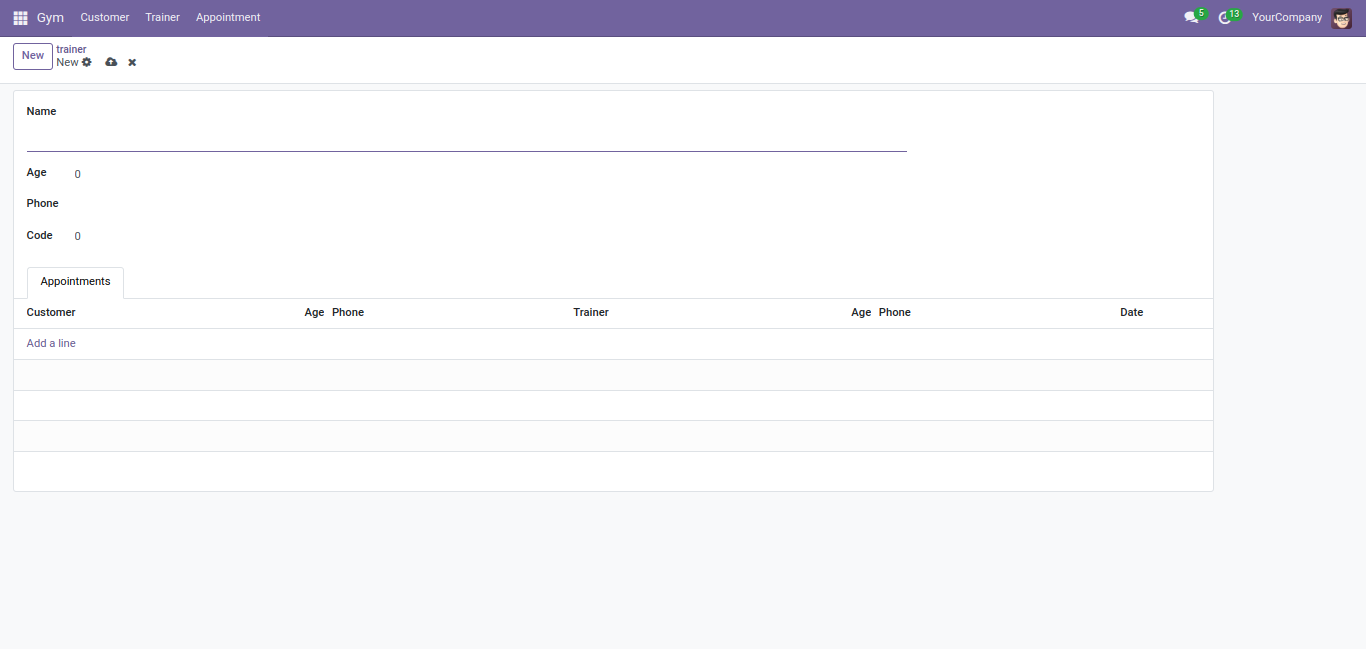 Gym Customer Trainer Appointment 5 13 YourCompany
New trainer
New
Name
Age 0
Phone
Code 0
Appointments
Customer Age Phone Trainer Age Phone Date
Add a line